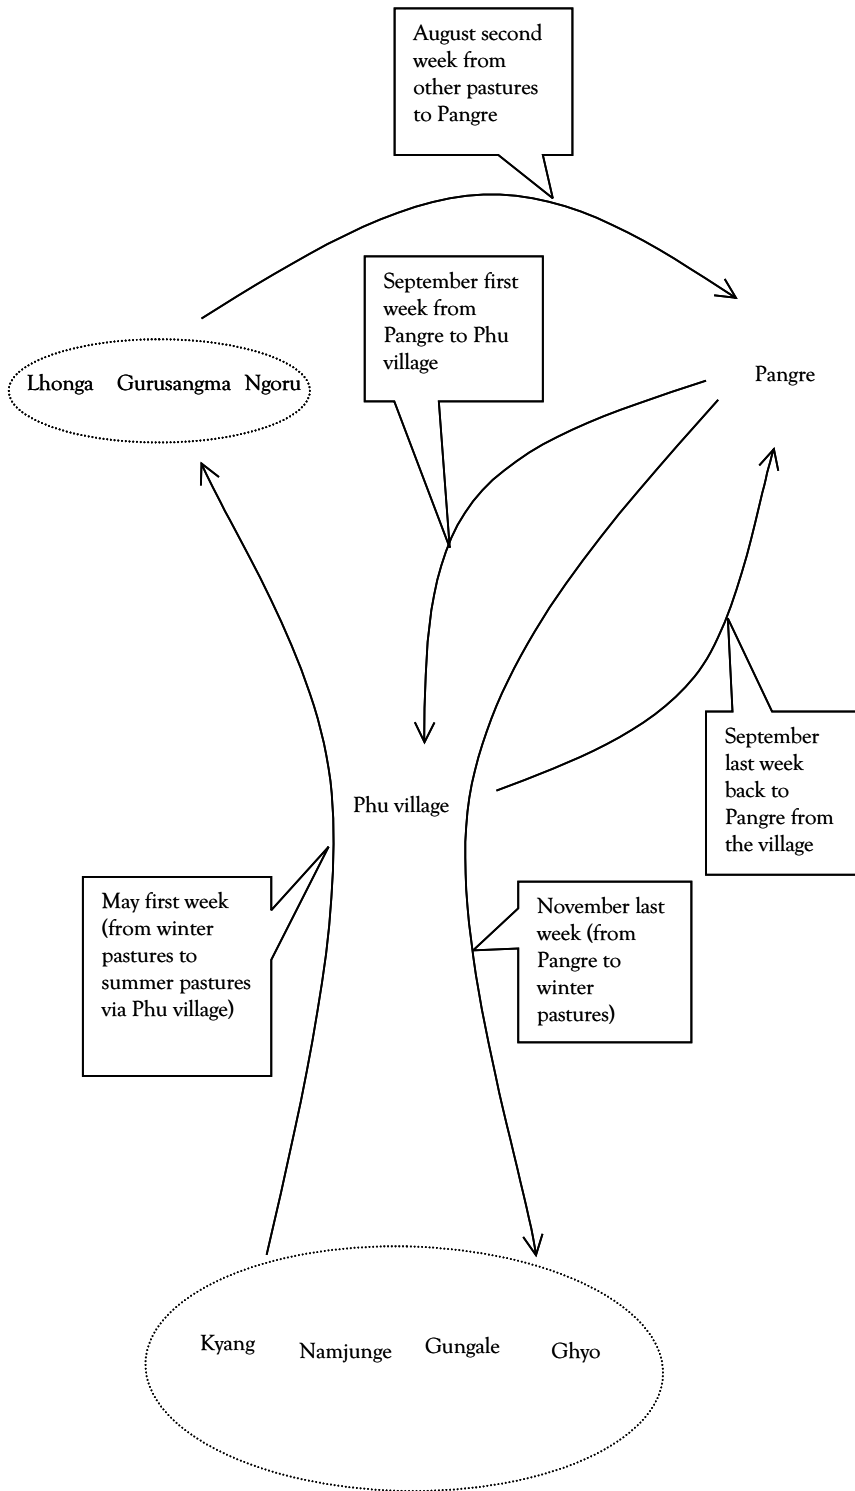 August second
week from
other pastures
to Pangre
September first
week from
Pangre to Phu
village
Lhonga Gurusangma Ngoru
Pangre
September
last week
back to
Pangre from
the village
Phu village
May first week
(from winter
pastures to
summer pastures
via Phu village)
November last
week (from
Pangre to
winter
pastures)
Kyang Namjunge Gungale Ghyo